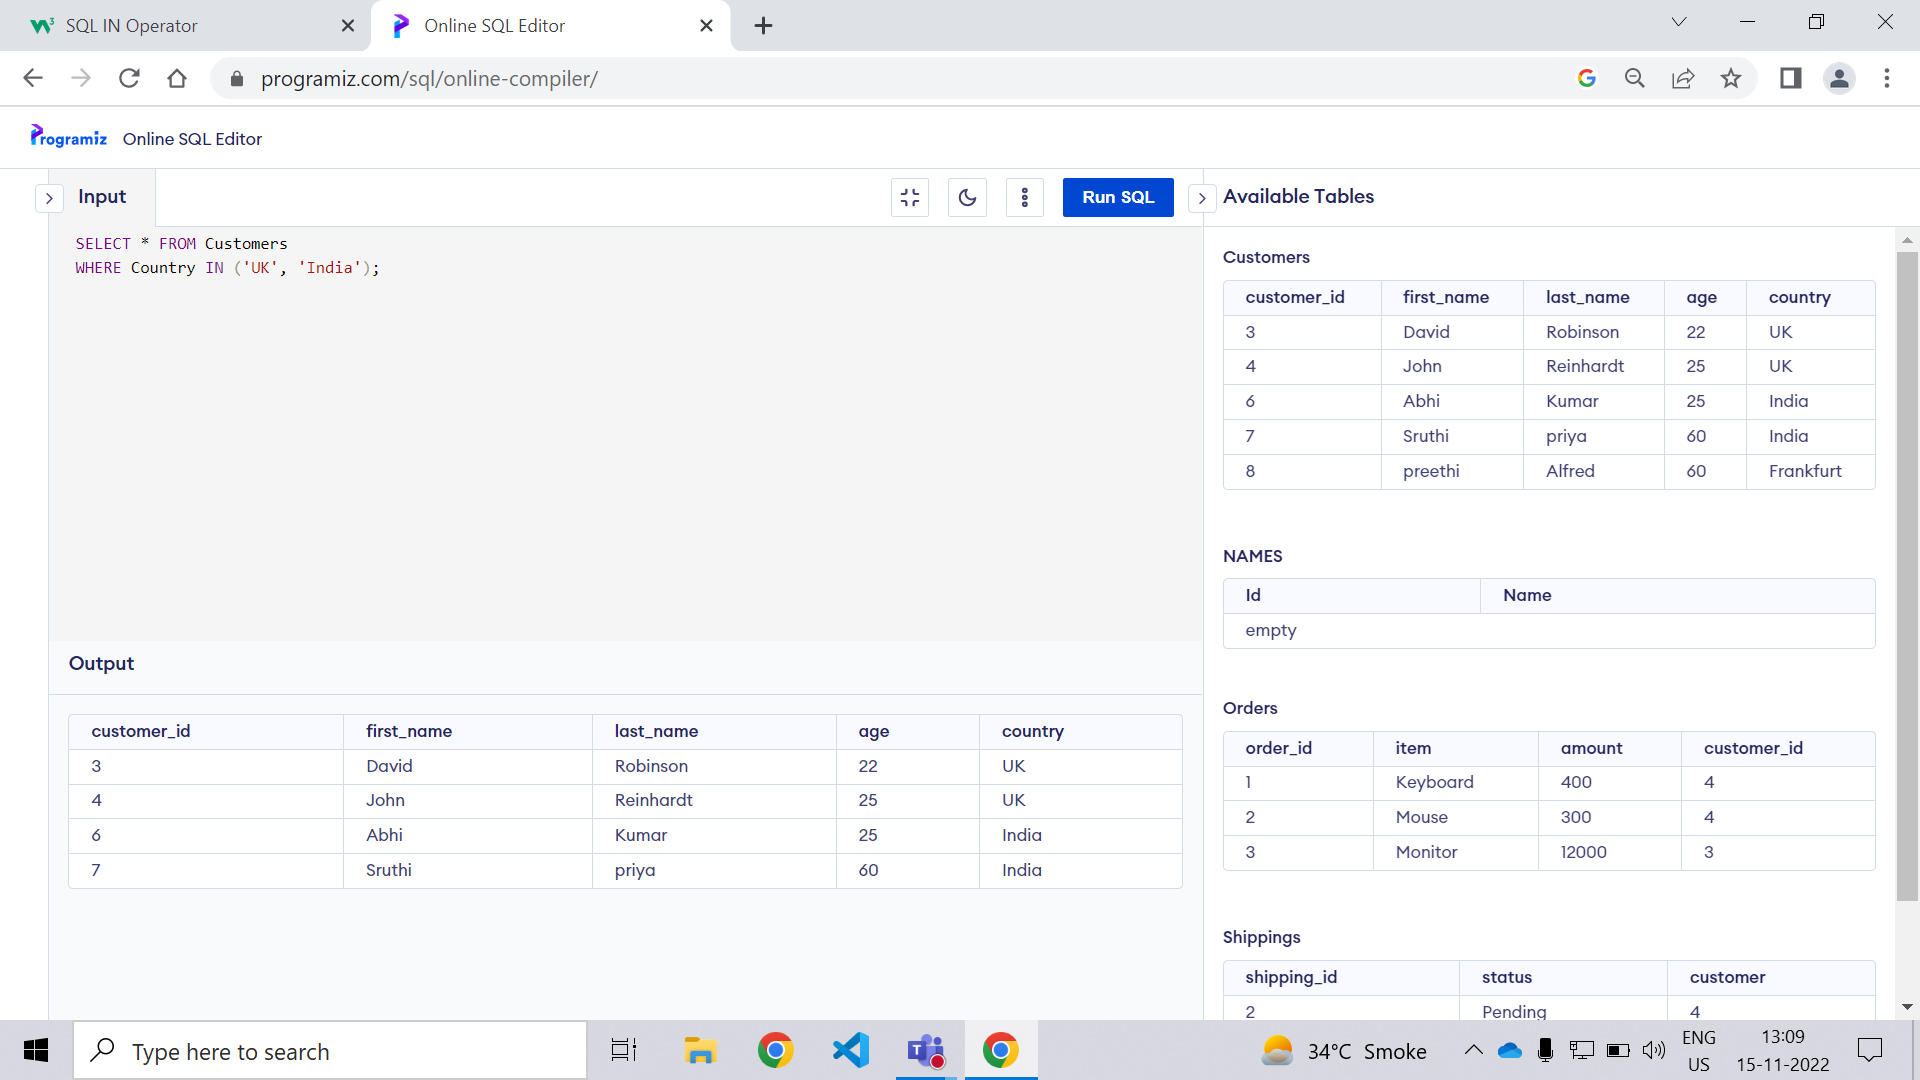 SQL IN Operator
Online SQL Editor
programiz.com/sql/online-compiler/
Programiz Online SQL Editor
Input
Run SQL
Available Tables
SELECT * FROM Customers
WHERE Country IN ('UK', 'India');
Customers
customer_id first_name last_name age country
3 David Robinson 22 UK
4 John Reinhardt 25 UK
6 Abhi Kumar 25 India
7 Sruthi priya 60 India
8 preethi Alfred 60 Frankfurt
NAMES
Id Name
empty
Output
customer_id first_name last_name age country
3 David Robinson 22 UK
4 John Reinhardt 25 UK
6 Abhi Kumar 25 India
7 Sruthi priya 60 India
Orders
order_id item amount customer_id
1 Keyboard 400 4
2 Mouse 300 4
3 Monitor 12000 3
Shippings
shipping_id status customer
2 Pending 4
Type here to search
34°C Smoke
ENG
US
13:09
15-11-2022